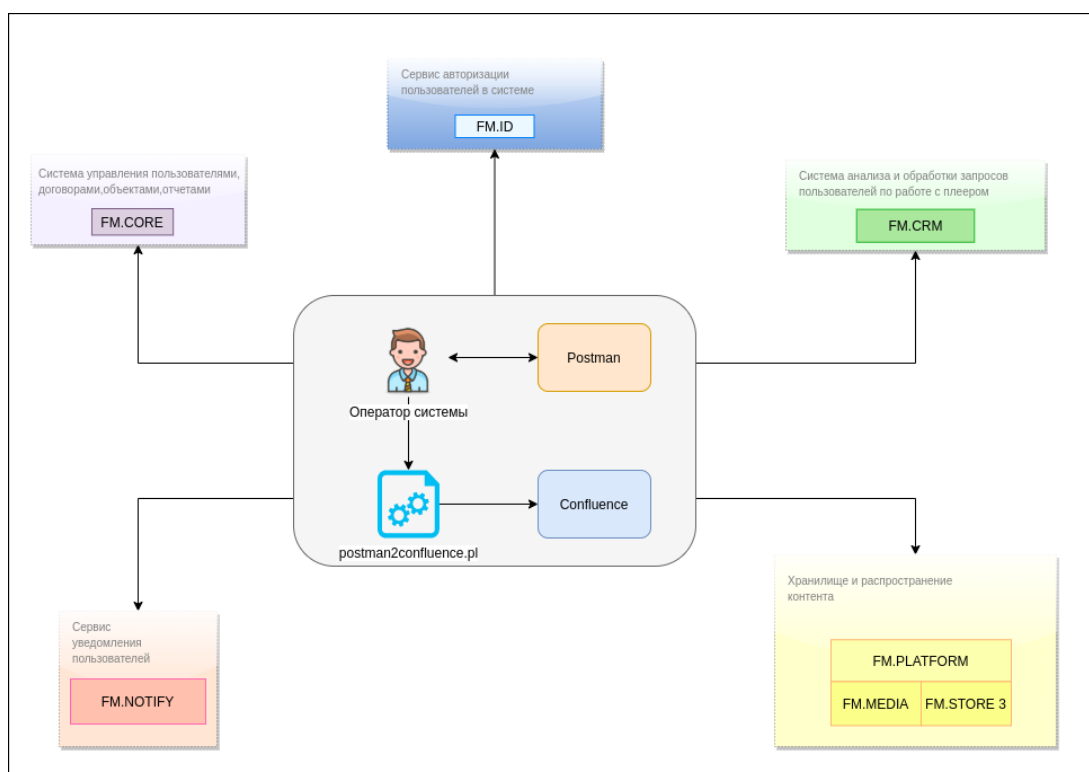 Сервис авторизации
пользователей в системе
FM.ID
Система управления пользователями,
договорами,объектами,отчетами
FM.CORE
Система анализа и обработки запросов
пользователей по работе с плеером
FM.CRM
Postman
Оператор системы
Confluence
postman2confluence.pl
Сервис
уведомления
пользователей
FM.NOTIFY
Хранилище и распространение
контента
FM.PLATFORM
FM.MEDIA
FM.STORE 3